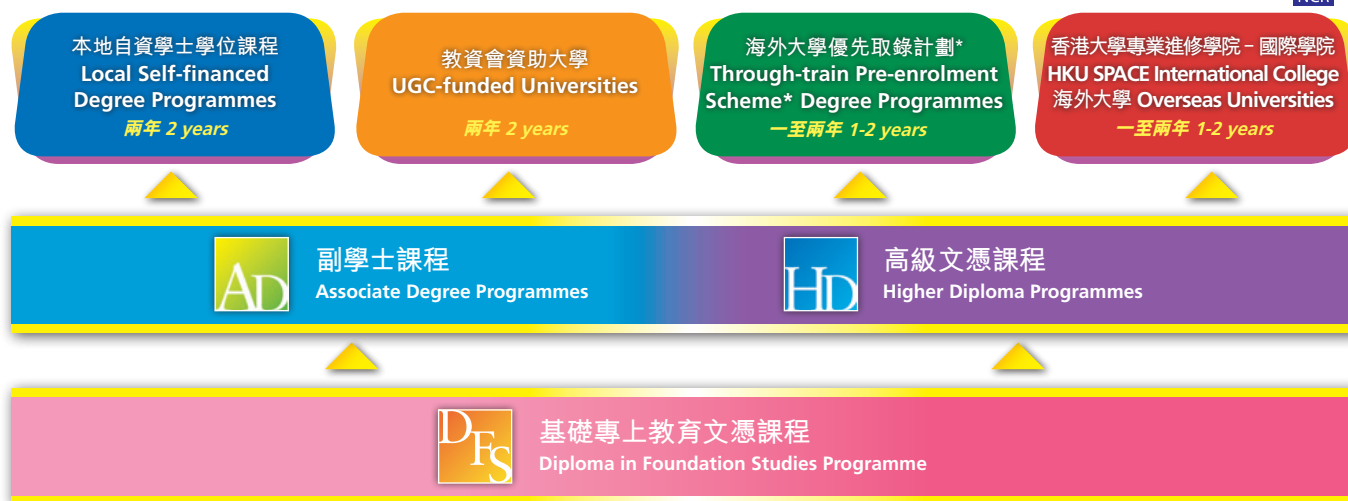 本地自資學士學位課程
Local Self-financed
Degree Programmes
兩年 2 years
教資會資助大學
UGC-funded Universities
兩年 2 years
海外大學優先取錄計劃*
Through-train Pre-enrolment
Scheme* Degree Programmes
一至兩年 1-2 years
香港大學專業進修學院－國際學院
HKU SPACE International College
海外大學 Overseas Universities
一至兩年 1-2 years
AD
副學士課程
Associate Degree Programmes
HD
高級文憑課程
Higher Diploma Programmes
DFS
基礎專上教育文憑課程
Diploma in Foundation Studies Programme